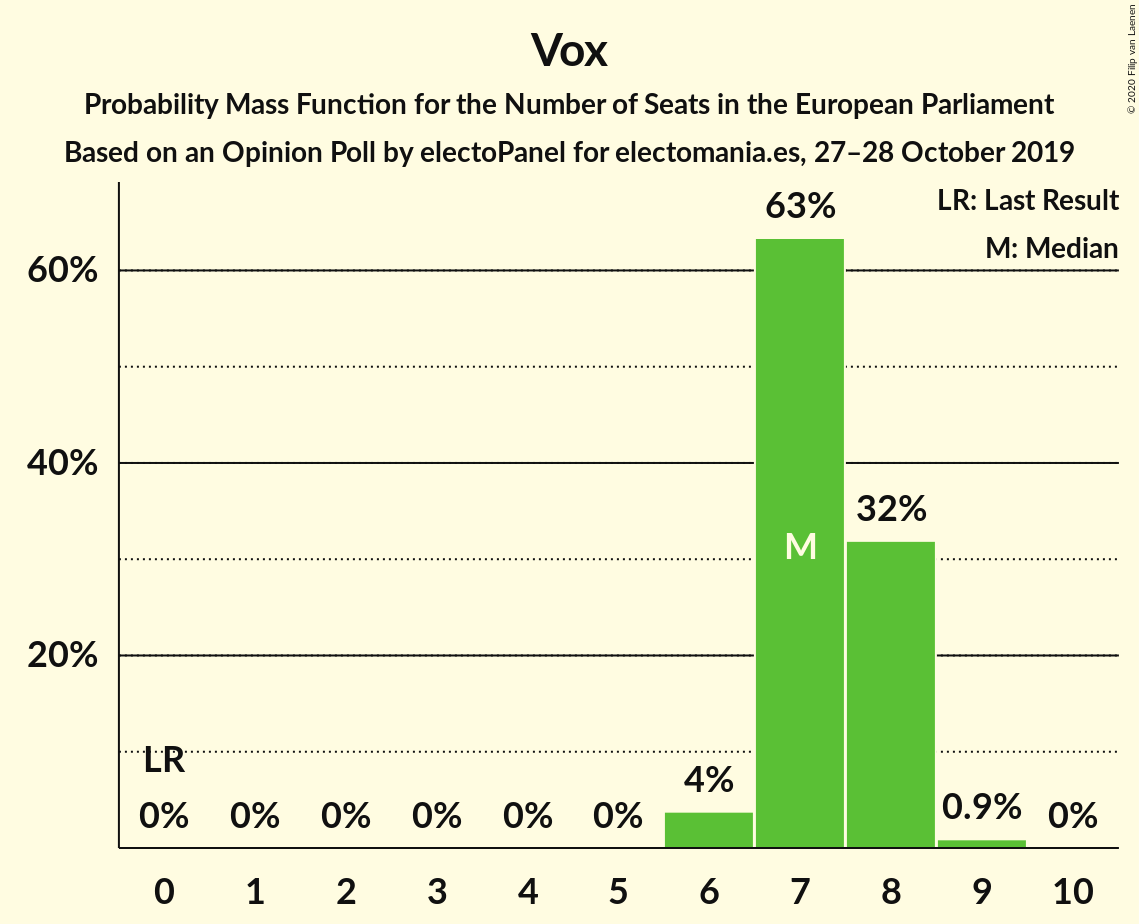 Vox
Probability Mass Function for the Number of Seats in the European Parliament
Based on an Opinion Poll by electoPanel for electomania.es, 27–28 October 2019
© 2020 Filip van Laenen
LR: Last Result
M: Median
63%
60%
40%
32%
M
20%
LR
4%
0% 0% 0% 0% 0% 0% 0.9% 0%
0 1 2 3 4 5 6 7 8 9 10